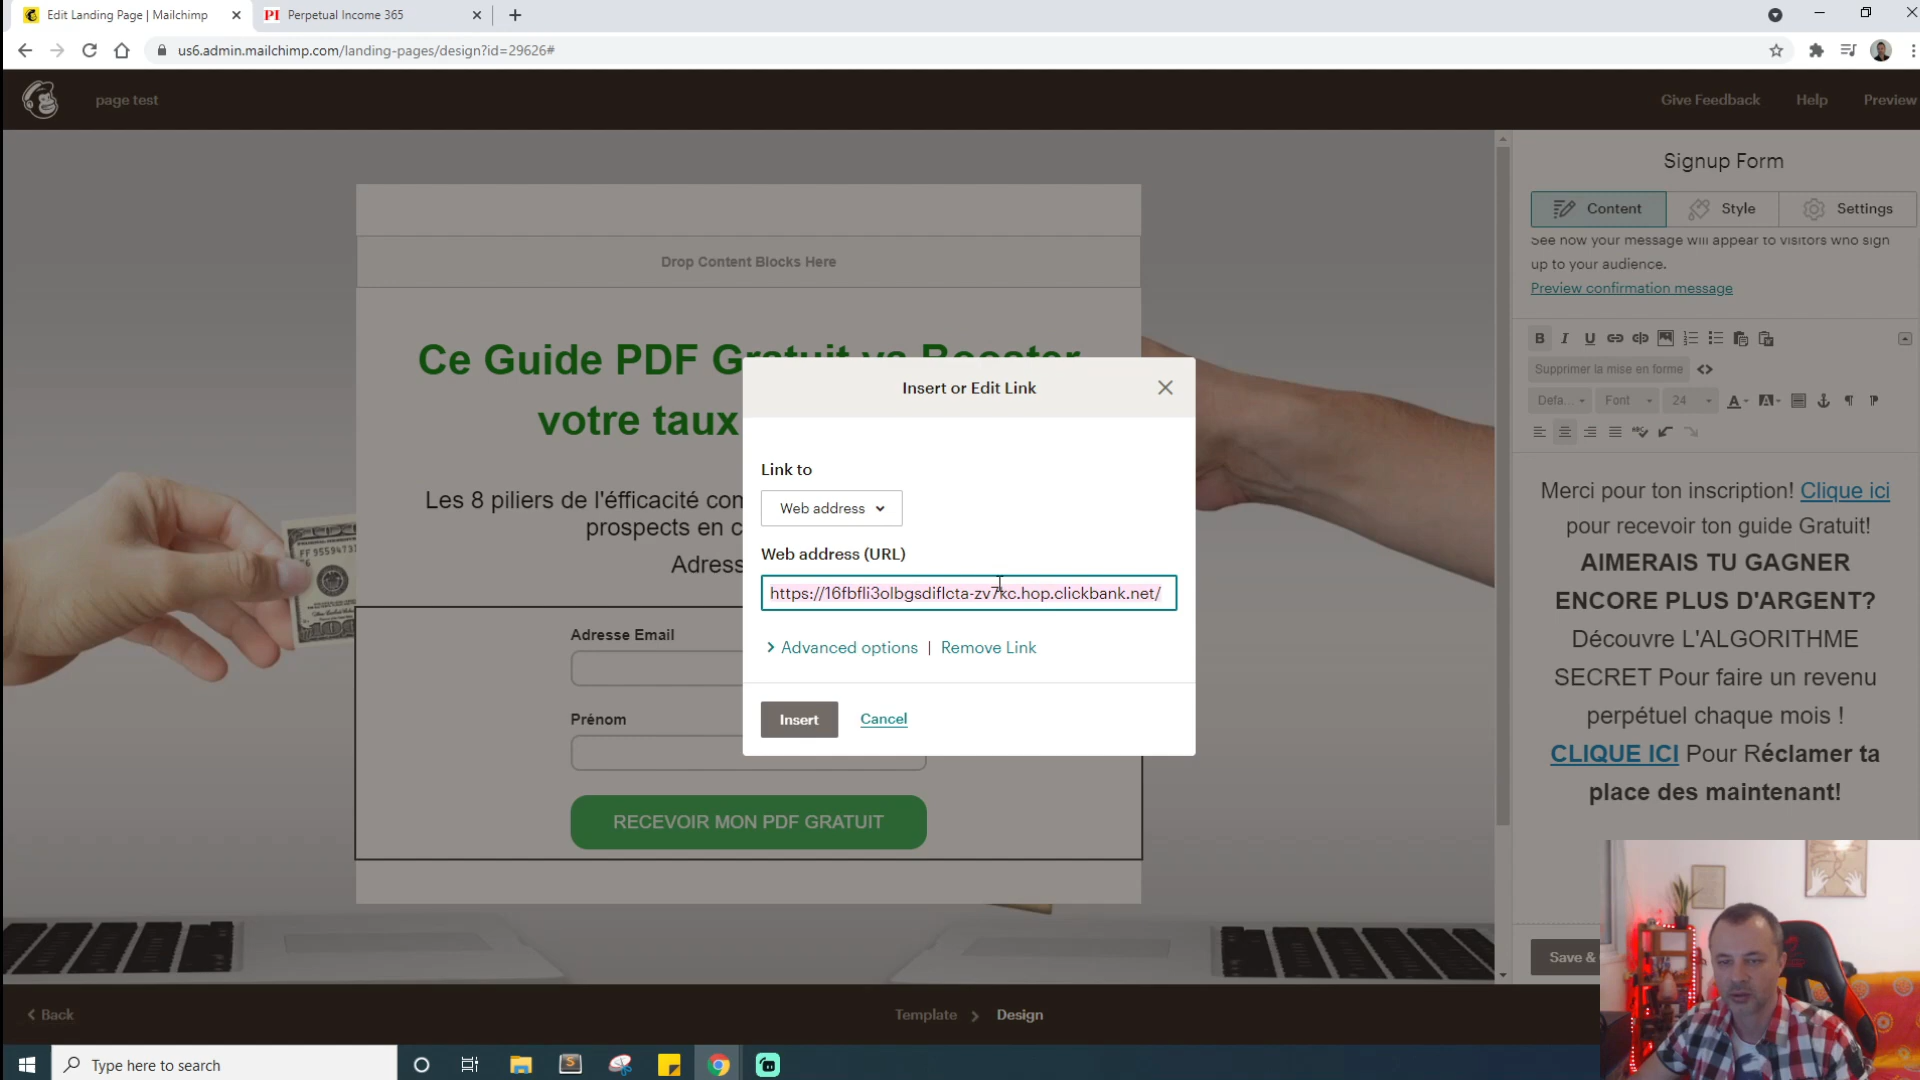 Edit Landing Page | Mailchimp
PI Perpetual Income 365
us6.admin.mailchimp.com/landing-pages/design?id=29626#
page test
Give Feedback
Help
Preview
Signup Form
Content
Style
Settings
See how your message will appear to visitors who sign
up to your audience.
Preview confirmation message
B I U
Supprimer la mise en forme
Defa...
Font
24
Merci pour ton inscription! Clique ici
pour recevoir ton guide Gratuit!
AIMERAIS TU GAGNER
ENCORE PLUS D'ARGENT?
Découvre L'ALGORITHME
SECRET Pour faire un revenu
perpétuel chaque mois !
CLIQUE ICI Pour Réclamer ta
place des maintenant!
Save &
Drop Content Blocks Here
Ce Guide PDF Gratuit va Booster
votre taux
Les 8 piliers de l'éfficacité
prospects en
Adresse Email
Prénom
RECEVOIR MON PDF GRATUIT
Insert or Edit Link
Link to
Web address
Web address (URL)
https://16fbfli3olbgsdiflcta-zv7kc.hop.clickbank.net/
Advanced options | Remove Link
Insert
Cancel
Back
Template
Design
Type here to search